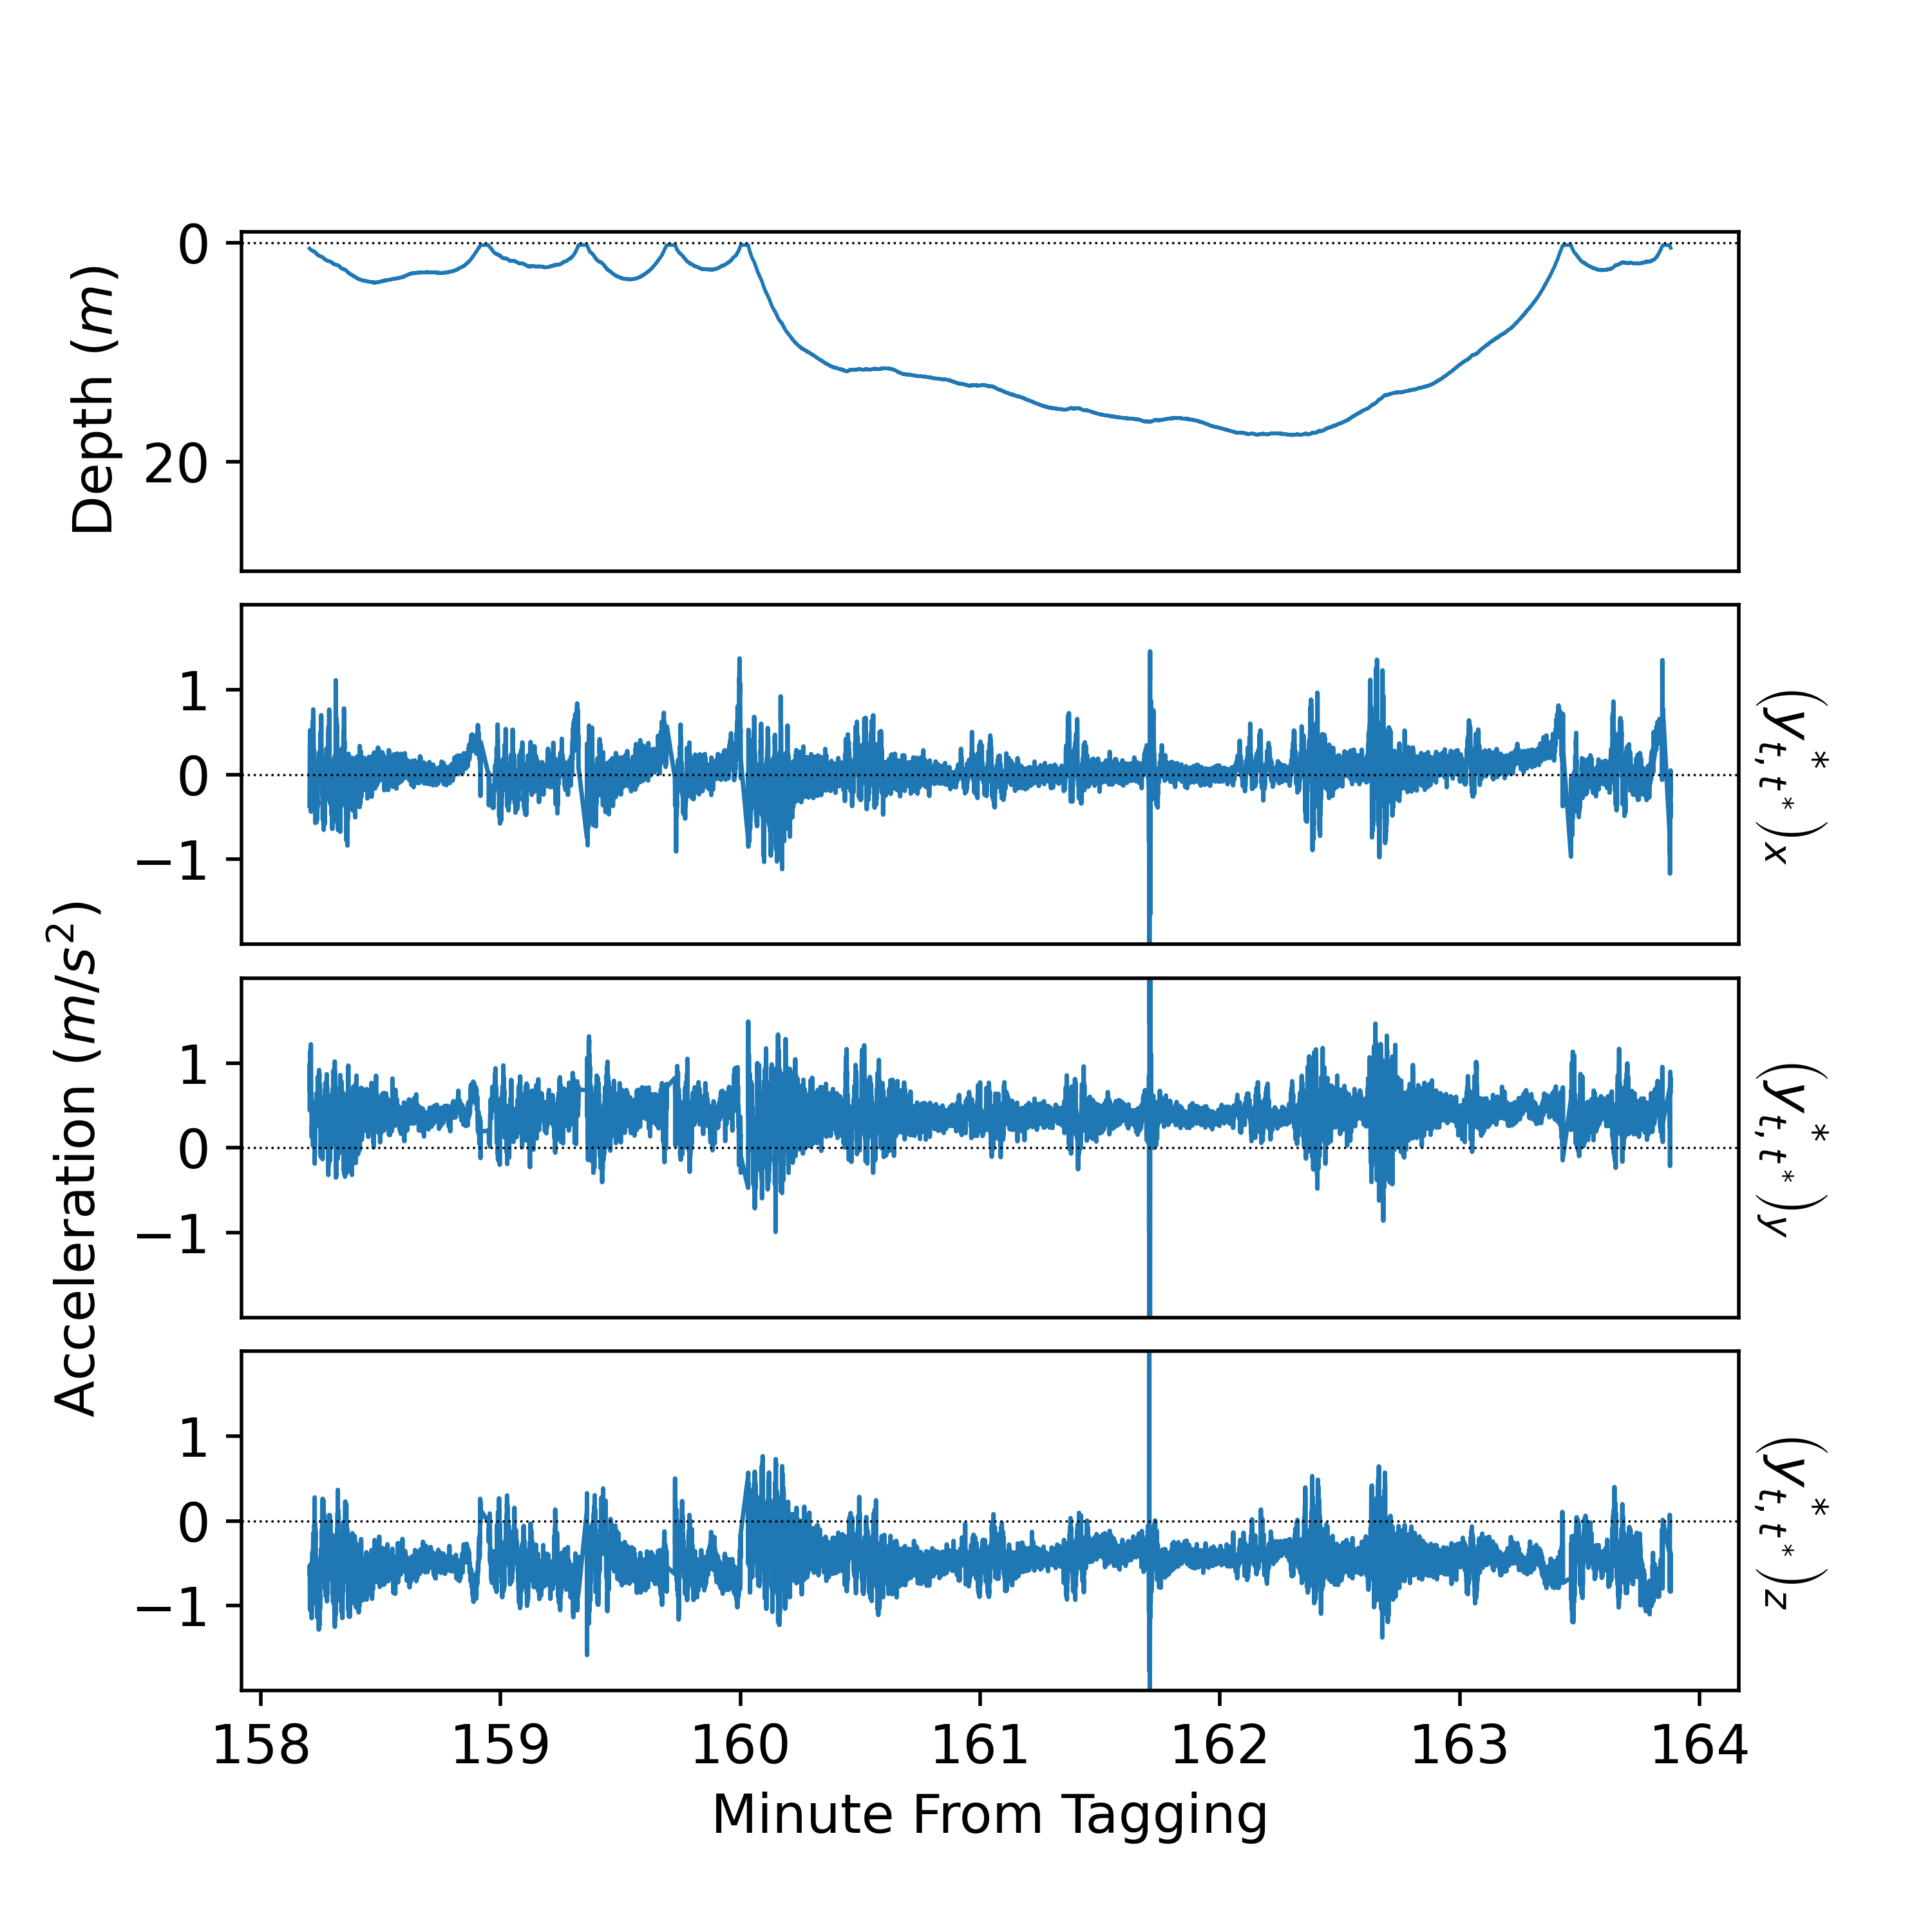 Depth (m)
0
20
Acceleration (m/s²)
1
0
−1
(y*t,t*)x
1
0
−1
(y*t,t*)y
1
0
−1
(y*t,t*)z
158 159 160 161 162 163 164
Minute From Tagging